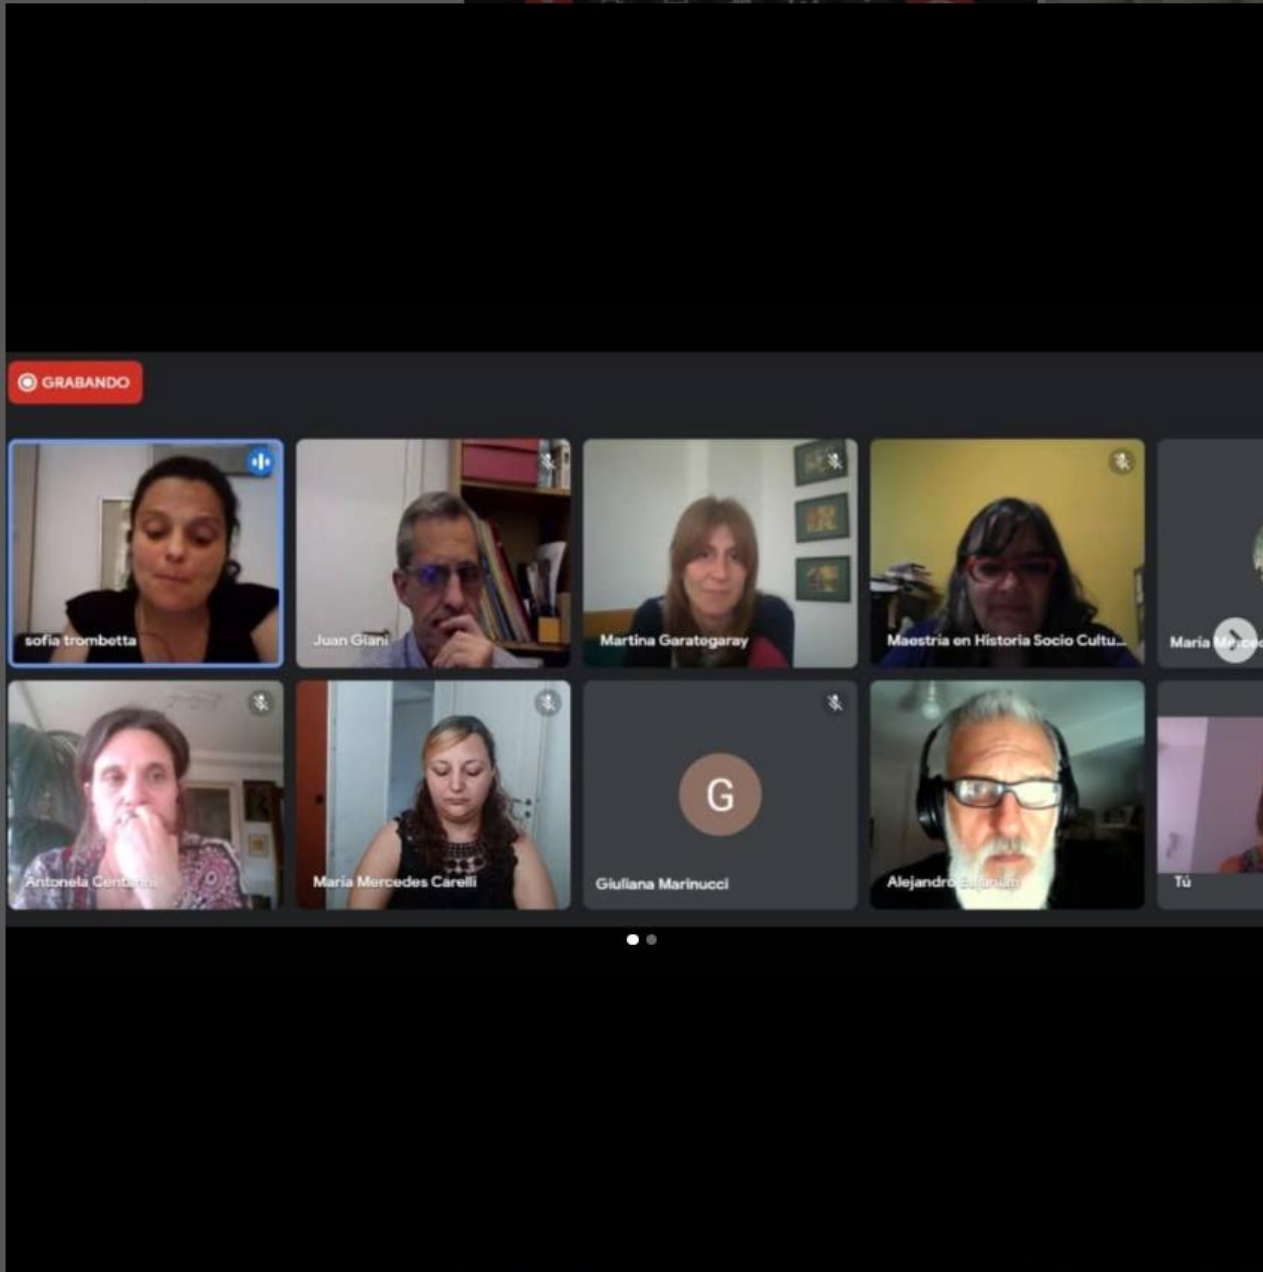 GRABANDO
sofia trombetta
Juan Giani
Martina Garategaray
Maestría en Historia Socio Cultu...
María
Antonela
María Mercedes Carelli
G
Giuliana Marinucci
Alejandro
Tú